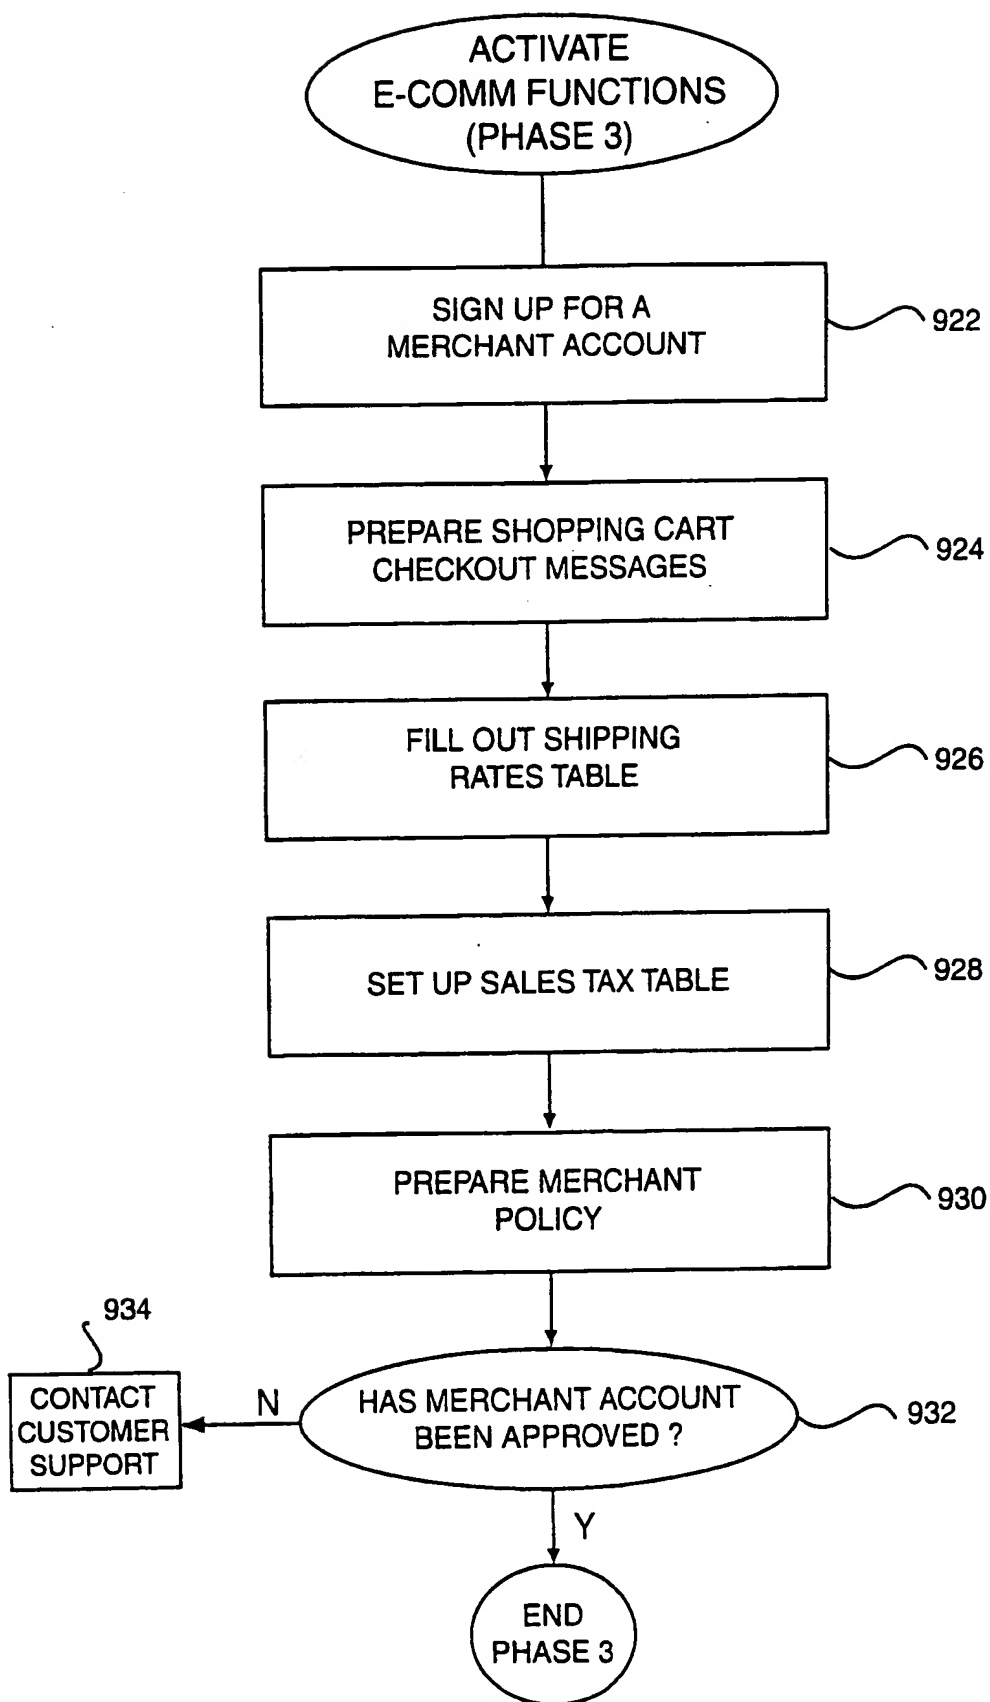 ACTIVATE
E-COMM FUNCTIONS
(PHASE 3)
SIGN UP FOR A
MERCHANT ACCOUNT
922
PREPARE SHOPPING CART
CHECKOUT MESSAGES
924
FILL OUT SHIPPING
RATES TABLE
926
SET UP SALES TAX TABLE
928
PREPARE MERCHANT
POLICY
930
934
CONTACT
CUSTOMER
SUPPORT
N
HAS MERCHANT ACCOUNT
BEEN APPROVED ?
932
Y
END
PHASE 3